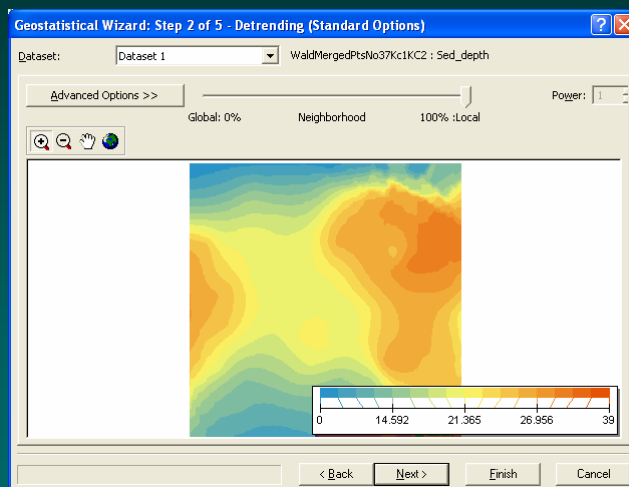 Geostatistical Wizard: Step 2 of 5 - Detrending (Standard Options)
Dataset: Dataset 1 WaldMergedPtsNo37Kc1KC2 : Sed_depth
Advanced Options >> Power: 1
Global: 0% Neighborhood 100% :Local
0 14.592 21.365 26.956 39
< Back Next > Finish Cancel